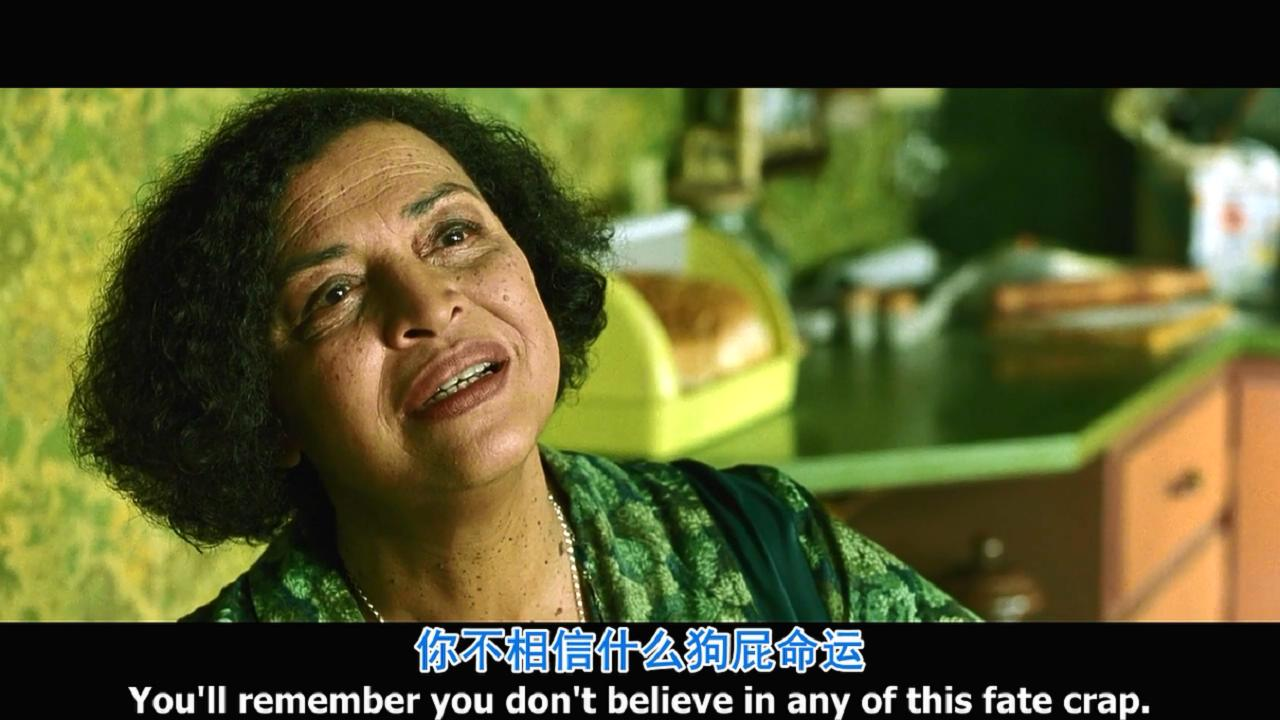 你不相信什么狗屁命运
You'll remember you don't believe in any of this fate crap.